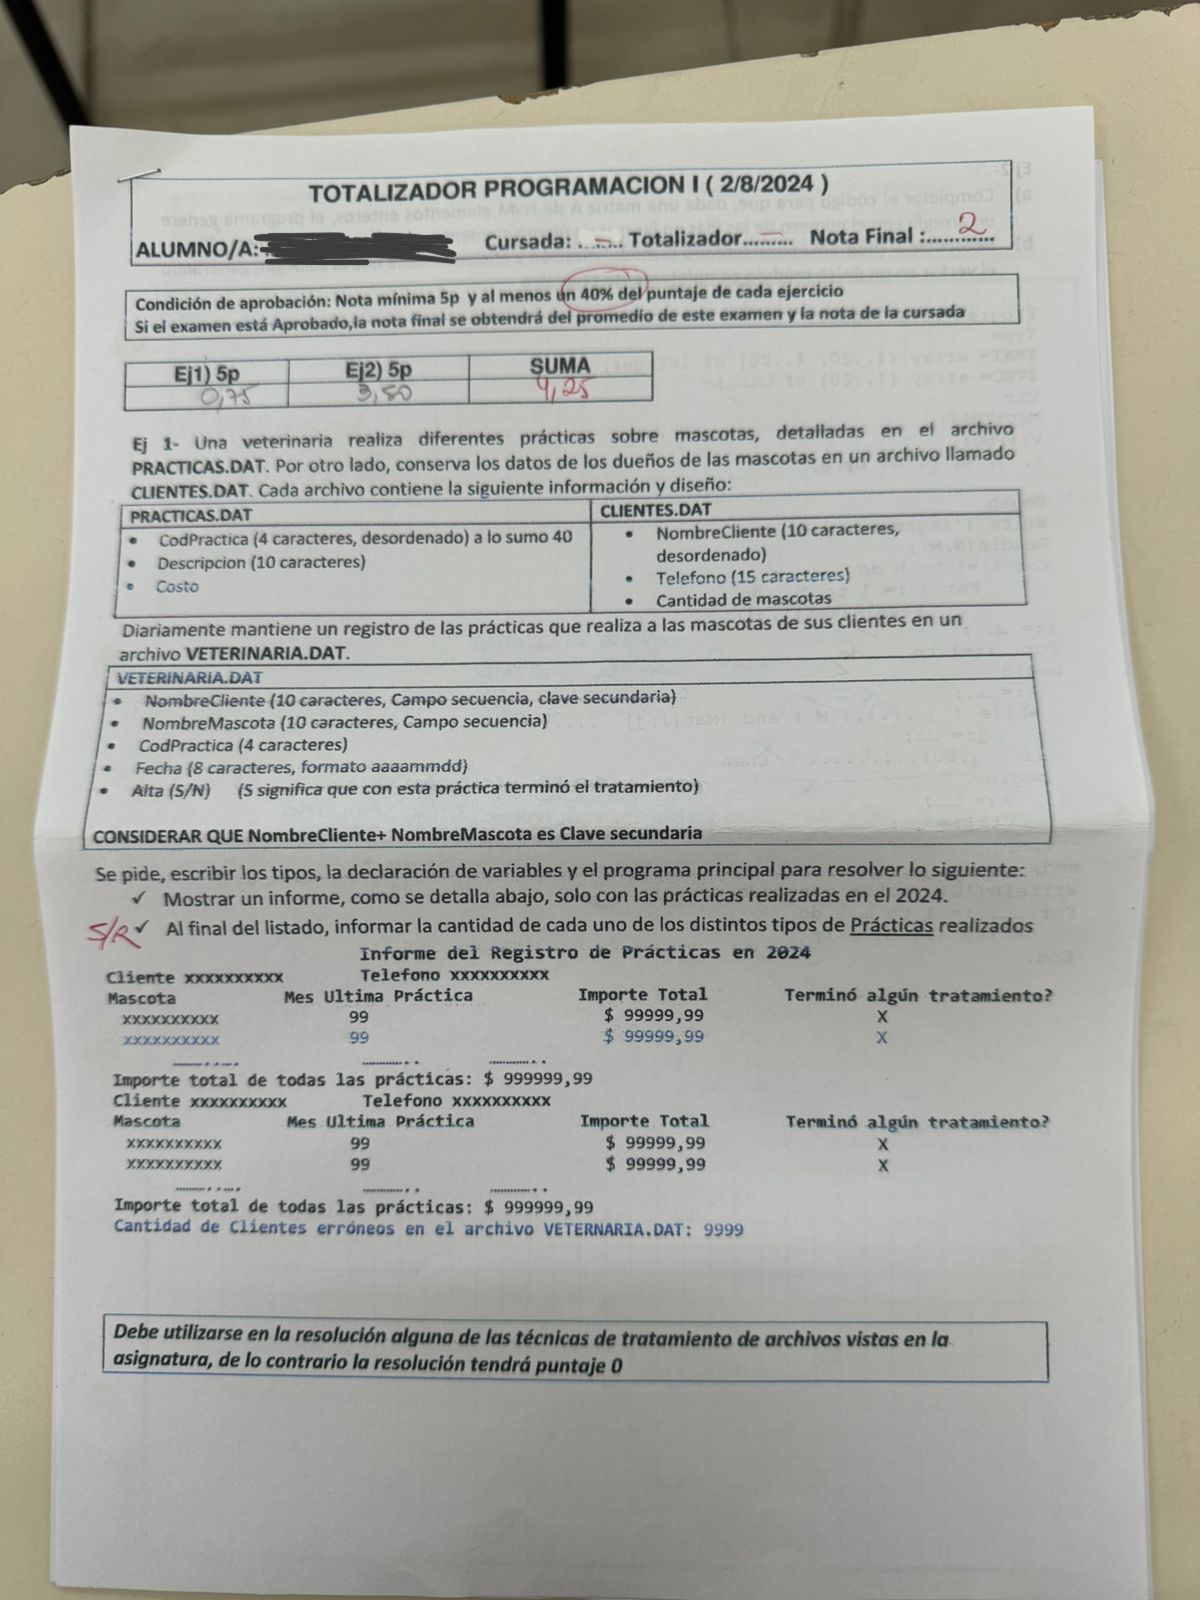 TOTALIZADOR PROGRAMACION I ( 2/8/2024 )
ALUMNO/A: Cursada: ...–.... Totalizador...–...... Nota Final :.....2.......
Condición de aprobación: Nota mínima 5p y al menos un 40% del puntaje de cada ejercicio
Si el examen está Aprobado,la nota final se obtendrá del promedio de este examen y la nota de la cursada
Ej1) 5p Ej2) 5p SUMA
0,75 3,50 4,25
Ej 1- Una veterinaria realiza diferentes prácticas sobre mascotas, detalladas en el archivo
PRACTICAS.DAT. Por otro lado, conserva los datos de los dueños de las mascotas en un archivo llamado
CLIENTES.DAT. Cada archivo contiene la siguiente información y diseño:
PRACTICAS.DAT
• CodPractica (4 caracteres, desordenado) a lo sumo 40
• Descripcion (10 caracteres)
• Costo
CLIENTES.DAT
• NombreCliente (10 caracteres,
desordenado)
• Telefono (15 caracteres)
• Cantidad de mascotas
Diariamente mantiene un registro de las prácticas que realiza a las mascotas de sus clientes en un
archivo VETERINARIA.DAT.
VETERINARIA.DAT
• NombreCliente (10 caracteres, Campo secuencia, clave secundaria)
• NombreMascota (10 caracteres, Campo secuencia)
• CodPractica (4 caracteres)
• Fecha (8 caracteres, formato aaaammdd)
• Alta (S/N) (S significa que con esta práctica terminó el tratamiento)
CONSIDERAR QUE NombreCliente+ NombreMascota es Clave secundaria
Se pide, escribir los tipos, la declaración de variables y el programa principal para resolver lo siguiente:
✓ Mostrar un informe, como se detalla abajo, solo con las prácticas realizadas en el 2024.
S/R ✓ Al final del listado, informar la cantidad de cada uno de los distintos tipos de Prácticas realizados
Informe del Registro de Prácticas en 2024
Cliente xxxxxxxxxx Telefono xxxxxxxxxx
Mascota Mes Ultima Práctica Importe Total Terminó algún tratamiento?
xxxxxxxxxx 99 $ 99999,99 X
xxxxxxxxxx 99 $ 99999,99 X
............. ............. .............
Importe total de todas las prácticas: $ 999999,99
Cliente xxxxxxxxxx Telefono xxxxxxxxxx
Mascota Mes Ultima Práctica Importe Total Terminó algún tratamiento?
xxxxxxxxxx 99 $ 99999,99 X
xxxxxxxxxx 99 $ 99999,99 X
............. ............. .............
Importe total de todas las prácticas: $ 999999,99
Cantidad de Clientes erróneos en el archivo VETERNARIA.DAT: 9999
Debe utilizarse en la resolución alguna de las técnicas de tratamiento de archivos vistas en la
asignatura, de lo contrario la resolución tendrá puntaje 0